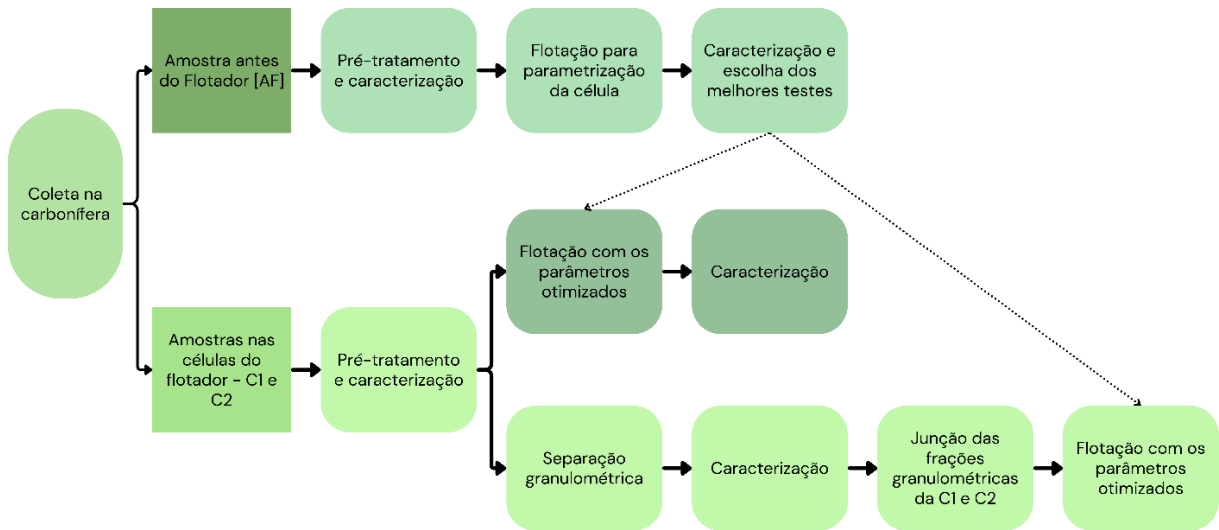 Coleta na
carbonífera
Amostra antes
do Flotador [AF]
Pré-tratamento
e caracterização
Flotação para
parametrização
da célula
Caracterização e
escolha dos
melhores testes
Flotação com os
parâmetros
otimizados
Caracterização
Amostras nas
células do
flotador - C1 e
C2
Pré-tratamento
e caracterização
Separação
granulométrica
Caracterização
Junção das
frações
granulométricas
da C1 e C2
Flotação com os
parâmetros
otimizados